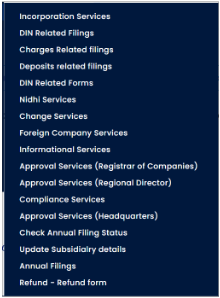 Incorporation Services
DIN Related Filings
Charges Related filings
Deposits related filings
DIN Related Forms
Nidhi Services
Change Services
Foreign Company Services
Informational Services
Approval Services (Registrar of Companies)
Approval Services (Regional Director)
Compliance Services
Approval Services (Headquarters)
Check Annual Filing Status
Update Subsidialry details
Annual Filings
Refund - Refund form